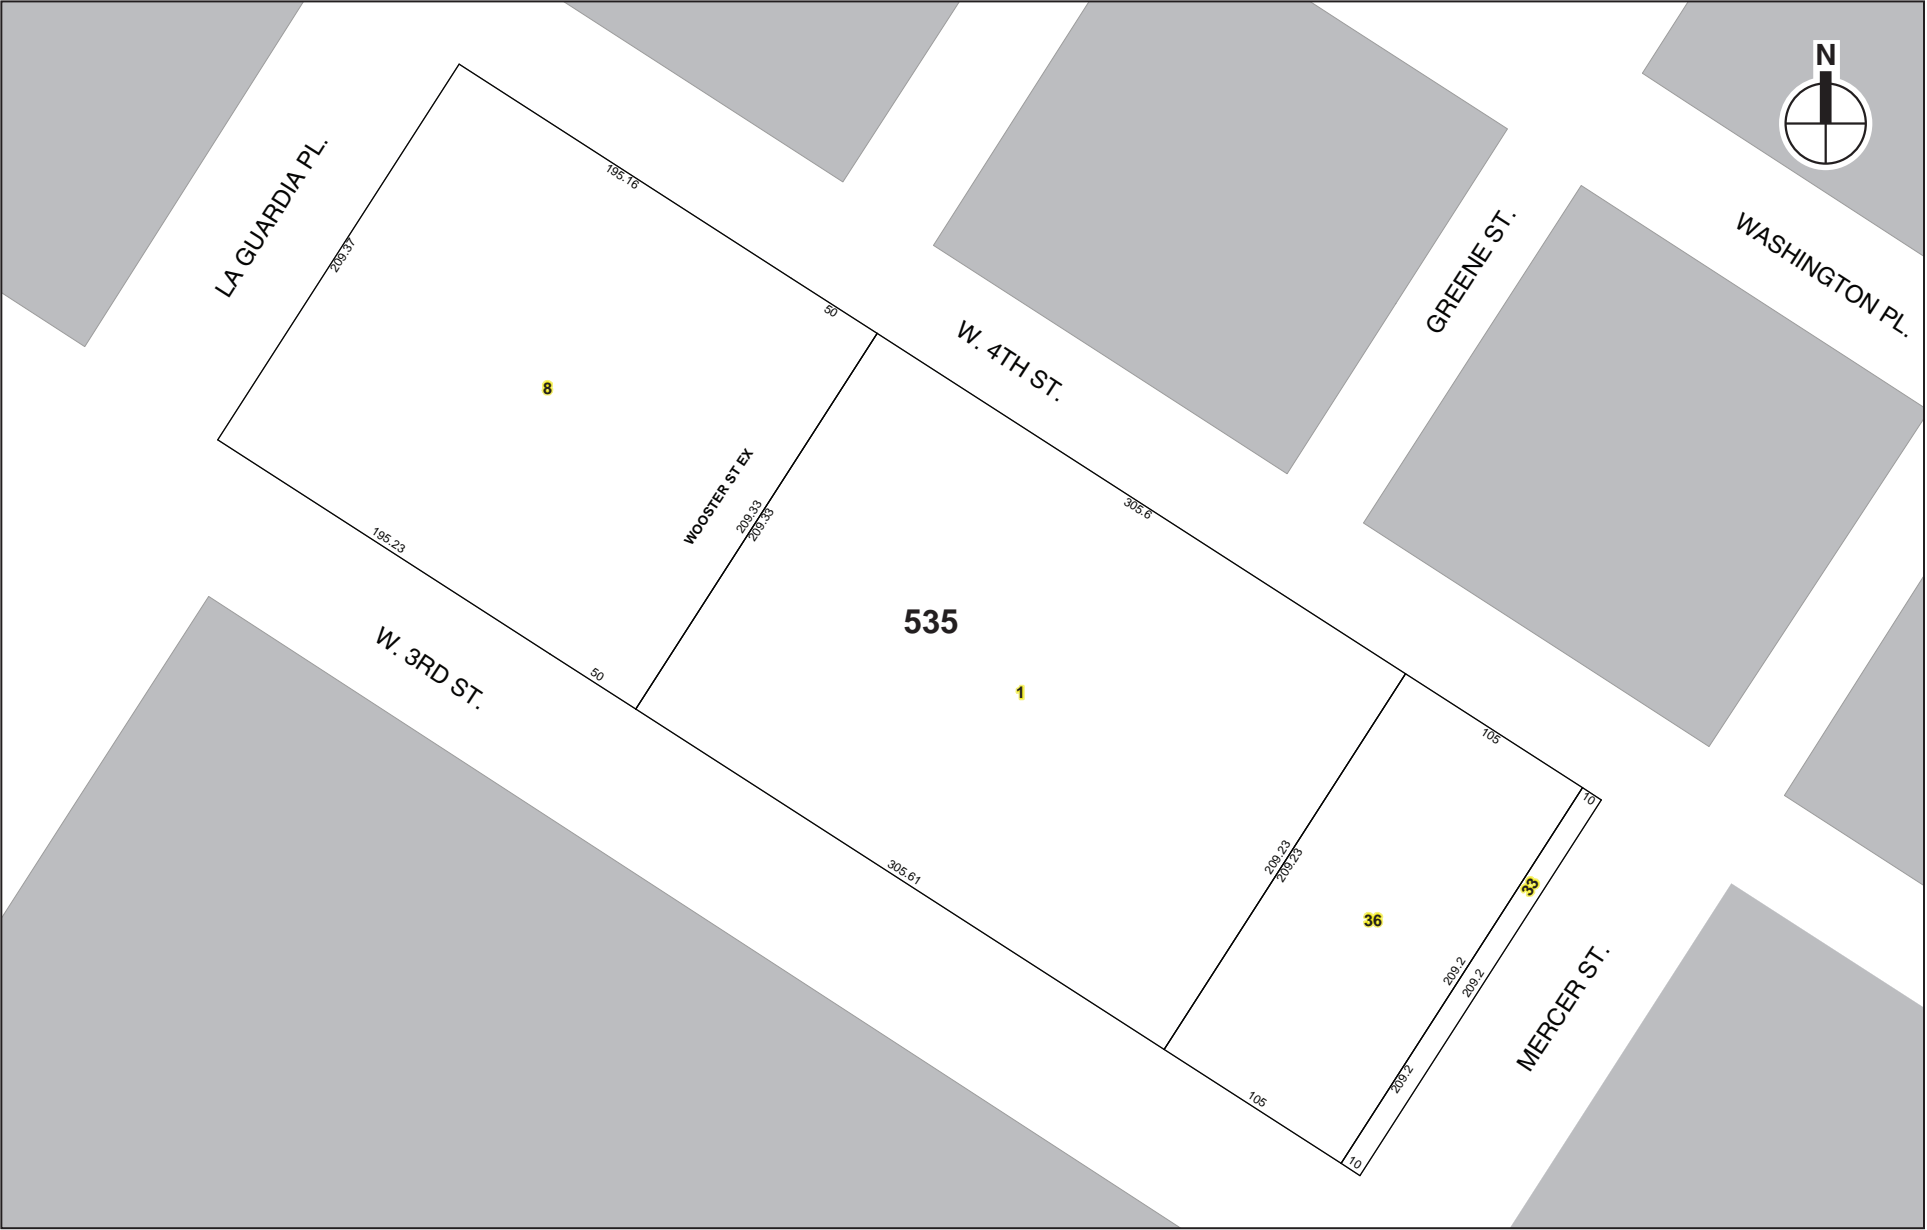 N
LA GUARDIA PL.
195.16
209.37
50
W. 4TH ST.
GREENE ST.
WASHINGTON PL.
8
WOOSTER ST EX
209.33
209.33
305.6
195.23
50
W. 3RD ST.
535
1
105
10
305.61
209.23
209.23
36
33
209.2
209.2
209.2
MERCER ST.
105
10